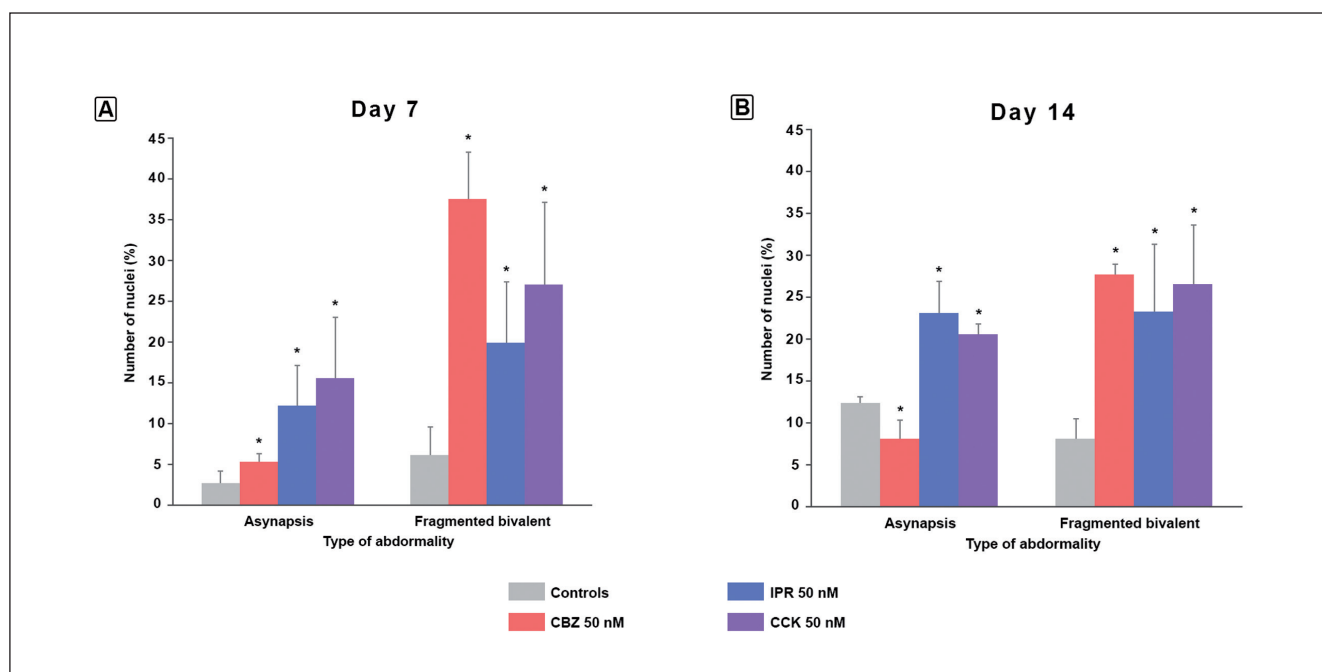 A
Day 7
45
40
35
30
25
20
15
10
5
0
Number of nuclei (%)
* * * * * *
Asynapsis Fragmented bivalent
Type of abdormality
B
Day 14
45
40
35
30
25
20
15
10
5
0
Number of nuclei (%)
* * * * * *
Asynapsis Fragmented bivalent
Type of abdormality
Controls
CBZ 50 nM
IPR 50 nM
CCK 50 nM